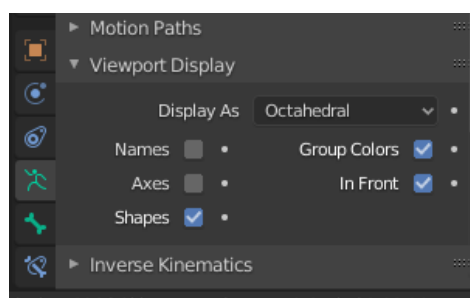 Motion Paths
Viewport Display
Display As Octahedral
Names Group Colors
Axes In Front
Shapes
Inverse Kinematics